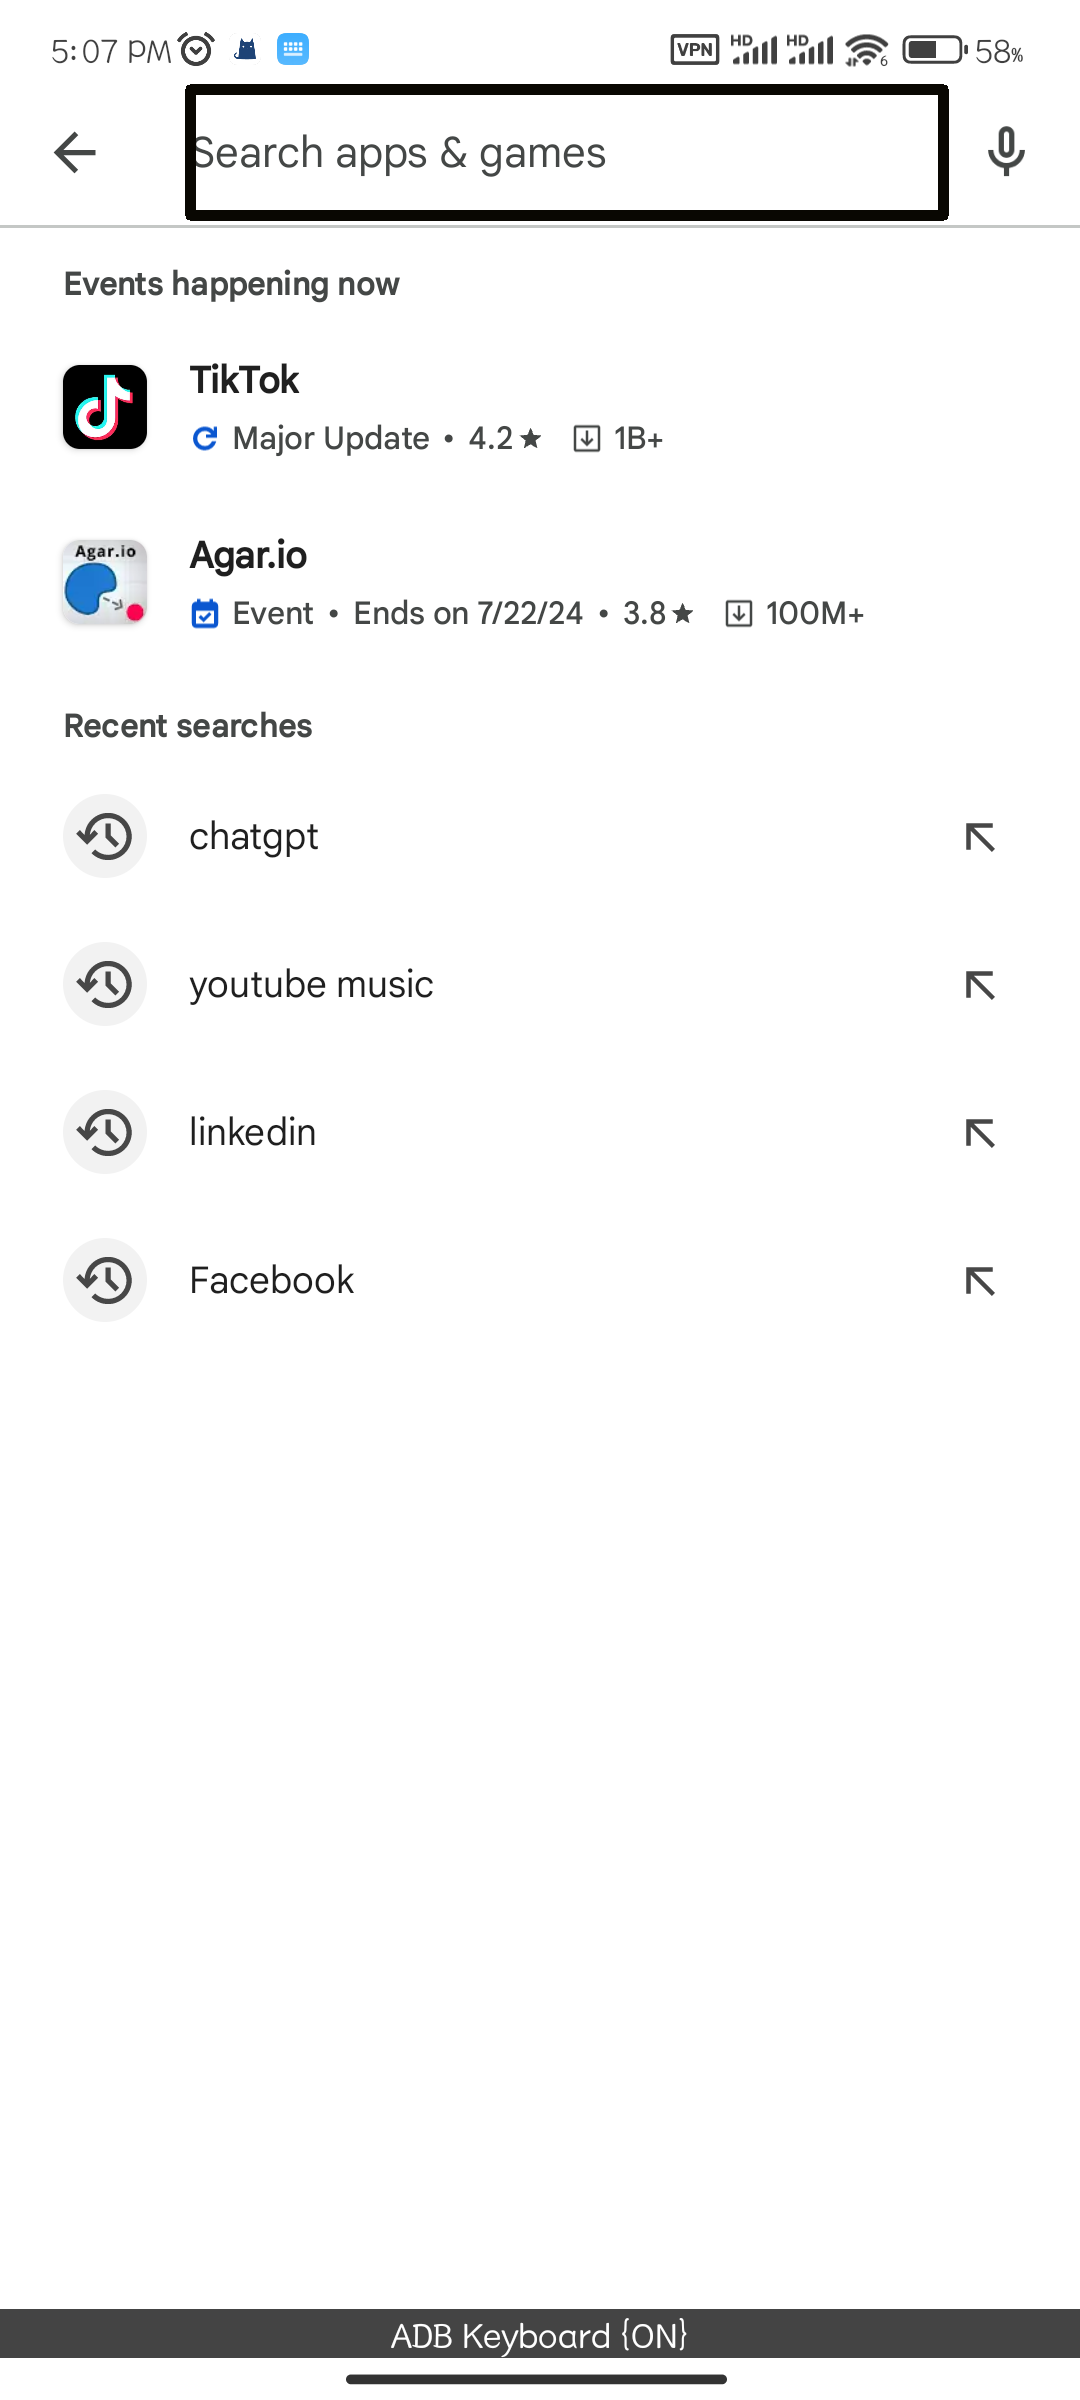 5:07 PM VPN HD HD 6 58%
Search apps & games
Events happening now
TikTok
Major Update • 4.2★ 1B+
Agar.io
Agar.io
Event • Ends on 7/22/24 • 3.8★ 100M+
Recent searches
chatgpt
youtube music
linkedin
Facebook
ADB Keyboard {ON}